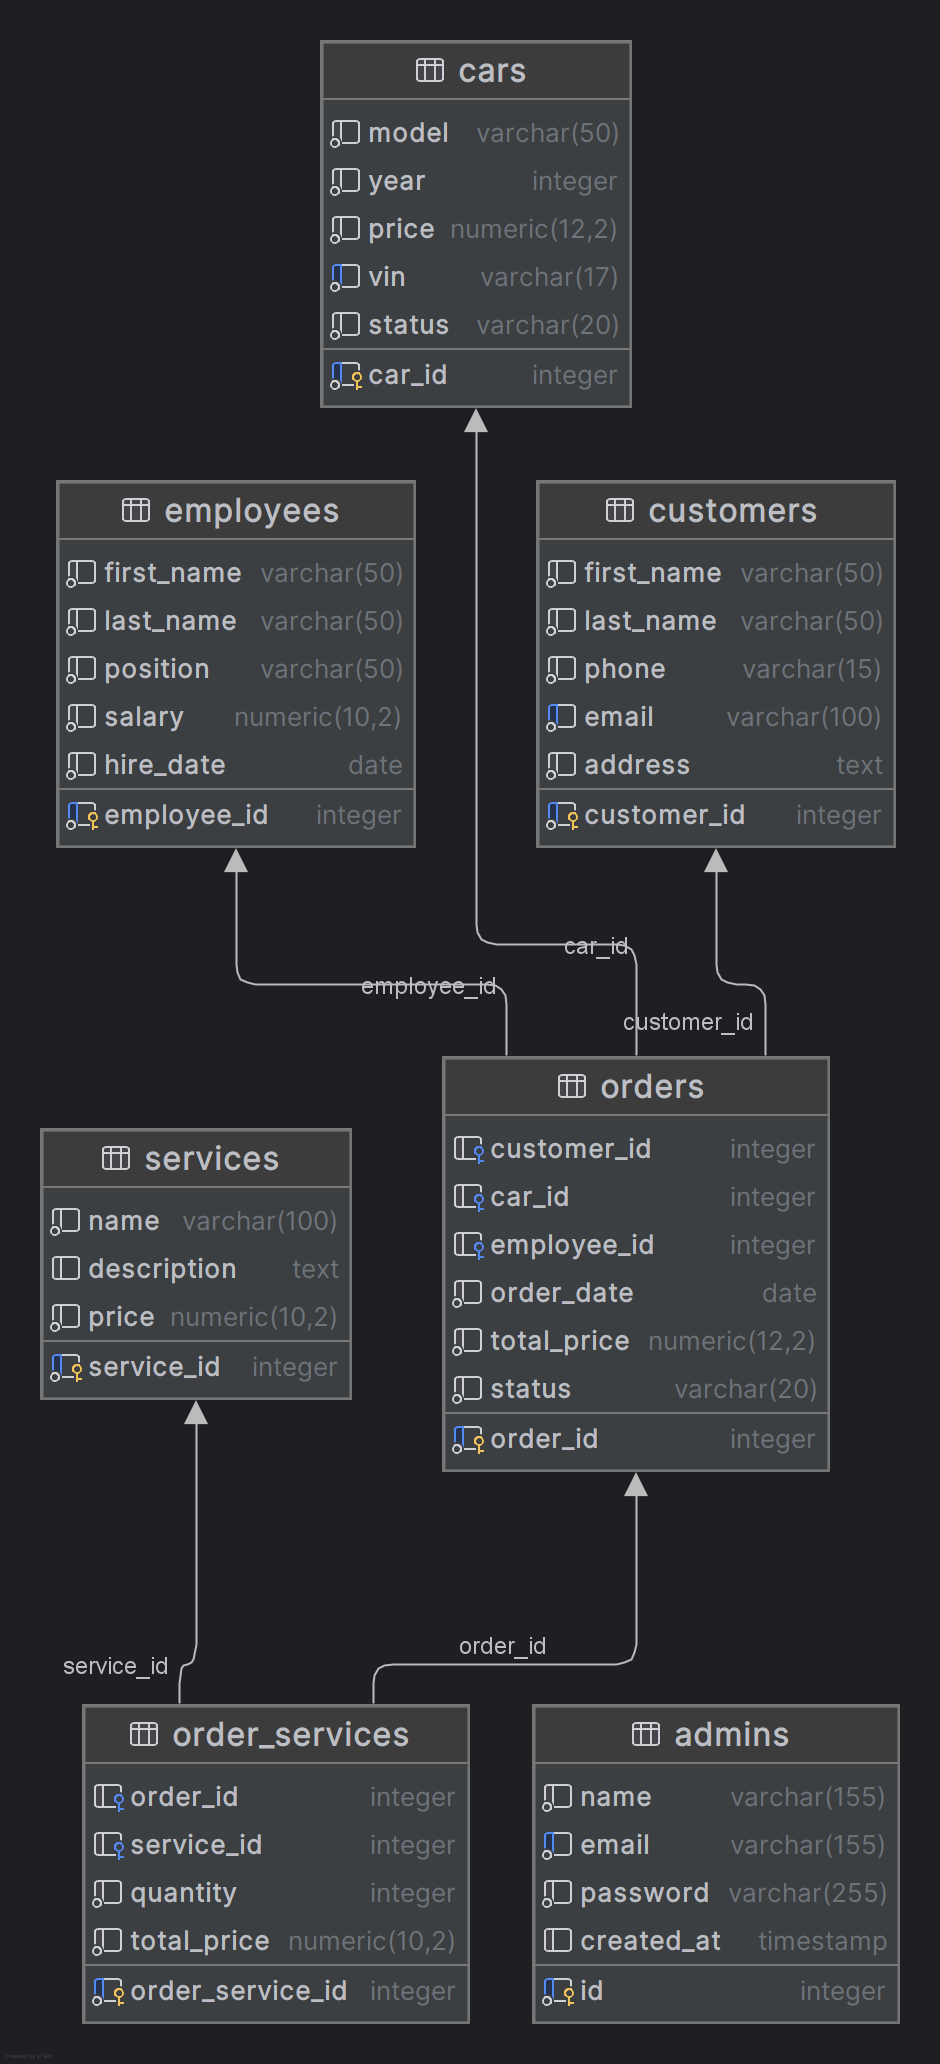 cars
model varchar(50)
year integer
price numeric(12,2)
vin varchar(17)
status varchar(20)
car_id integer
employees
first_name varchar(50)
last_name varchar(50)
position varchar(50)
salary numeric(10,2)
hire_date date
employee_id integer
customers
first_name varchar(50)
last_name varchar(50)
phone varchar(15)
email varchar(100)
address text
customer_id integer
car_id
employee_id
customer_id
orders
customer_id integer
car_id integer
employee_id integer
order_date date
total_price numeric(12,2)
status varchar(20)
order_id integer
services
name varchar(100)
description text
price numeric(10,2)
service_id integer
order_id
service_id
order_services
order_id integer
service_id integer
quantity integer
total_price numeric(10,2)
order_service_id integer
admins
name varchar(155)
email varchar(155)
password varchar(255)
created_at timestamp
id integer
Powered by yFiles